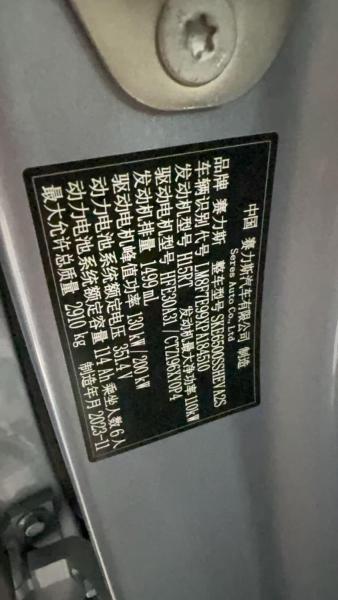 中国 赛力斯汽车有限公司 制造
Seres Auto Co., Ltd
品牌 赛力斯 整车型号 SKE6506SSHEVA2S
车辆识别代号 LM8F7E899PA184510
发动机型号 H15RT 发动机最大净功率 110kW
驱动电机型号 HFE30A3V/CTZ196XY0P4
发动机排量 1499mL
驱动电机峰值功率 130 kW/200 kW
动力电池系统额定电压 351.4 V
动力电池系统额定容量 114 Ah 乘坐人数 6 人
最大允许总质量 2910 kg 制造年月 2023-11